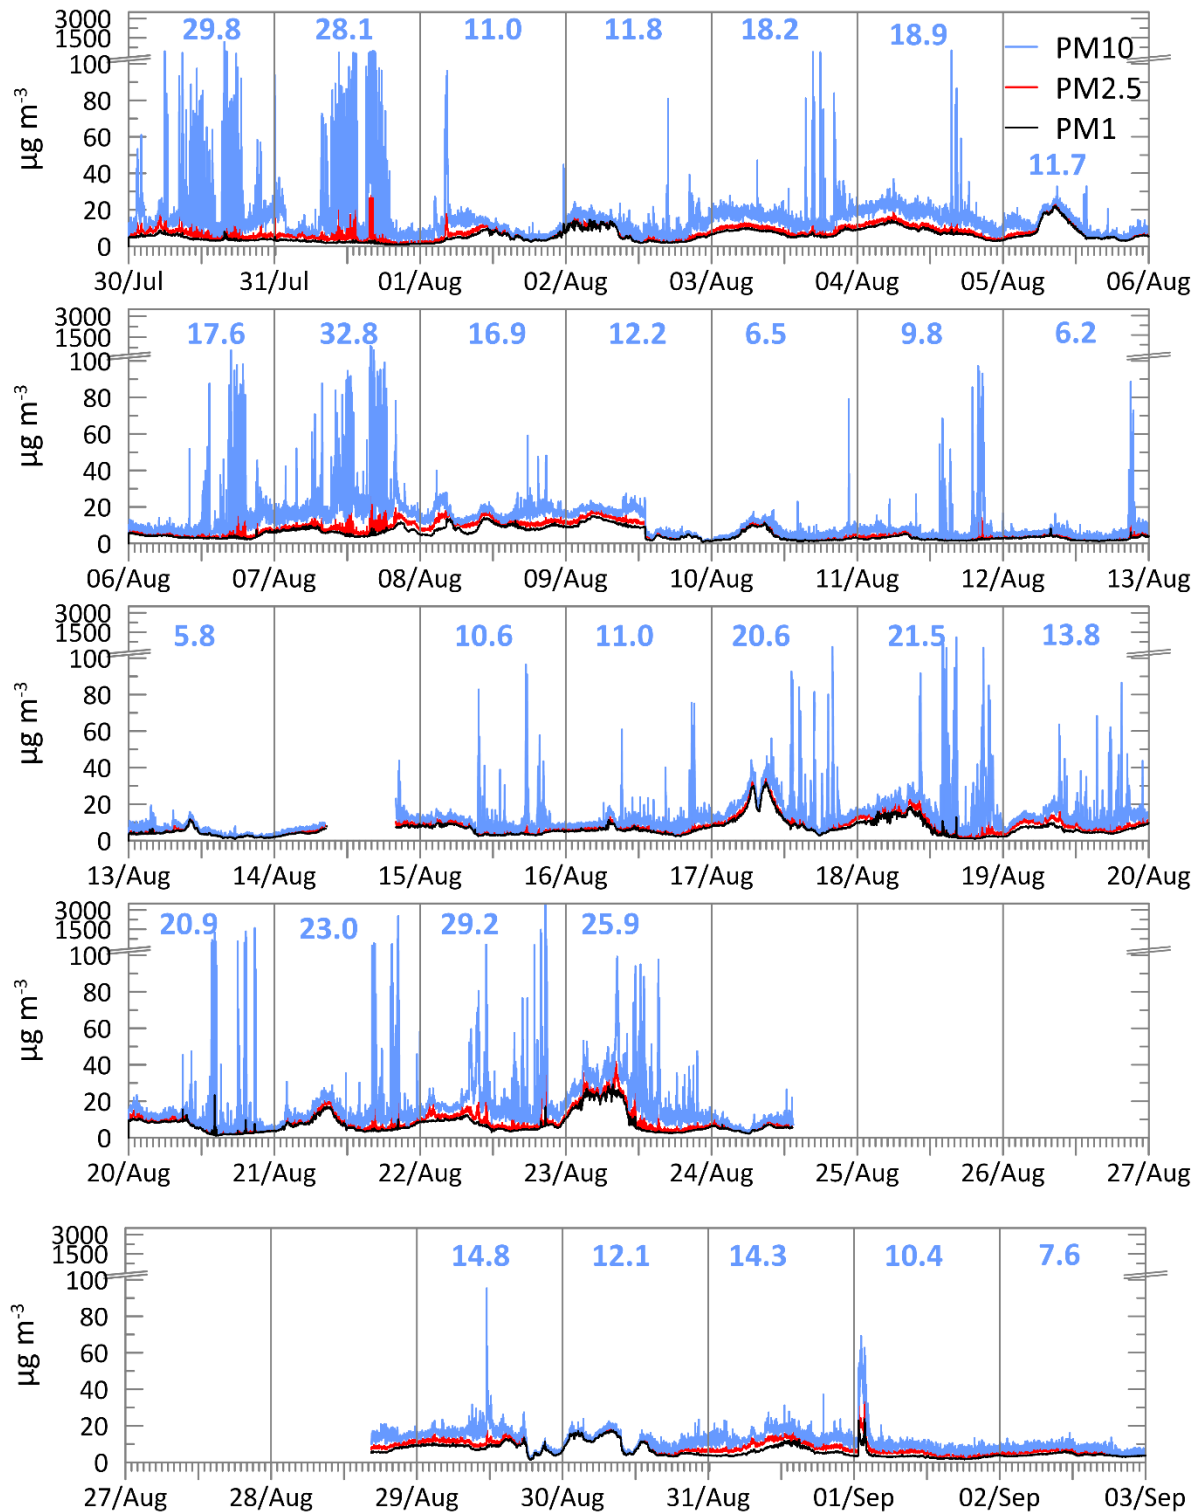 3000
29.8 28.1 11.0 11.8 18.2 18.9
1500
PM10
PM2.5
PM1
11.7
100
80
60
40
20
0
µg m-3
30/Jul 31/Jul 01/Aug 02/Aug 03/Aug 04/Aug 05/Aug 06/Aug
3000
17.6 32.8 16.9 12.2 6.5 9.8 6.2
1500
100
80
60
40
20
0
µg m-3
06/Aug 07/Aug 08/Aug 09/Aug 10/Aug 11/Aug 12/Aug 13/Aug
3000
5.8 10.6 11.0 20.6 21.5 13.8
1500
100
80
60
40
20
0
µg m-3
13/Aug 14/Aug 15/Aug 16/Aug 17/Aug 18/Aug 19/Aug 20/Aug
3000
20.9 23.0 29.2 25.9
1500
100
80
60
40
20
0
µg m-3
20/Aug 21/Aug 22/Aug 23/Aug 24/Aug 25/Aug 26/Aug 27/Aug
3000
14.8 12.1 14.3 10.4 7.6
1500
100
80
60
40
20
0
µg m-3
27/Aug 28/Aug 29/Aug 30/Aug 31/Aug 01/Sep 02/Sep 03/Sep